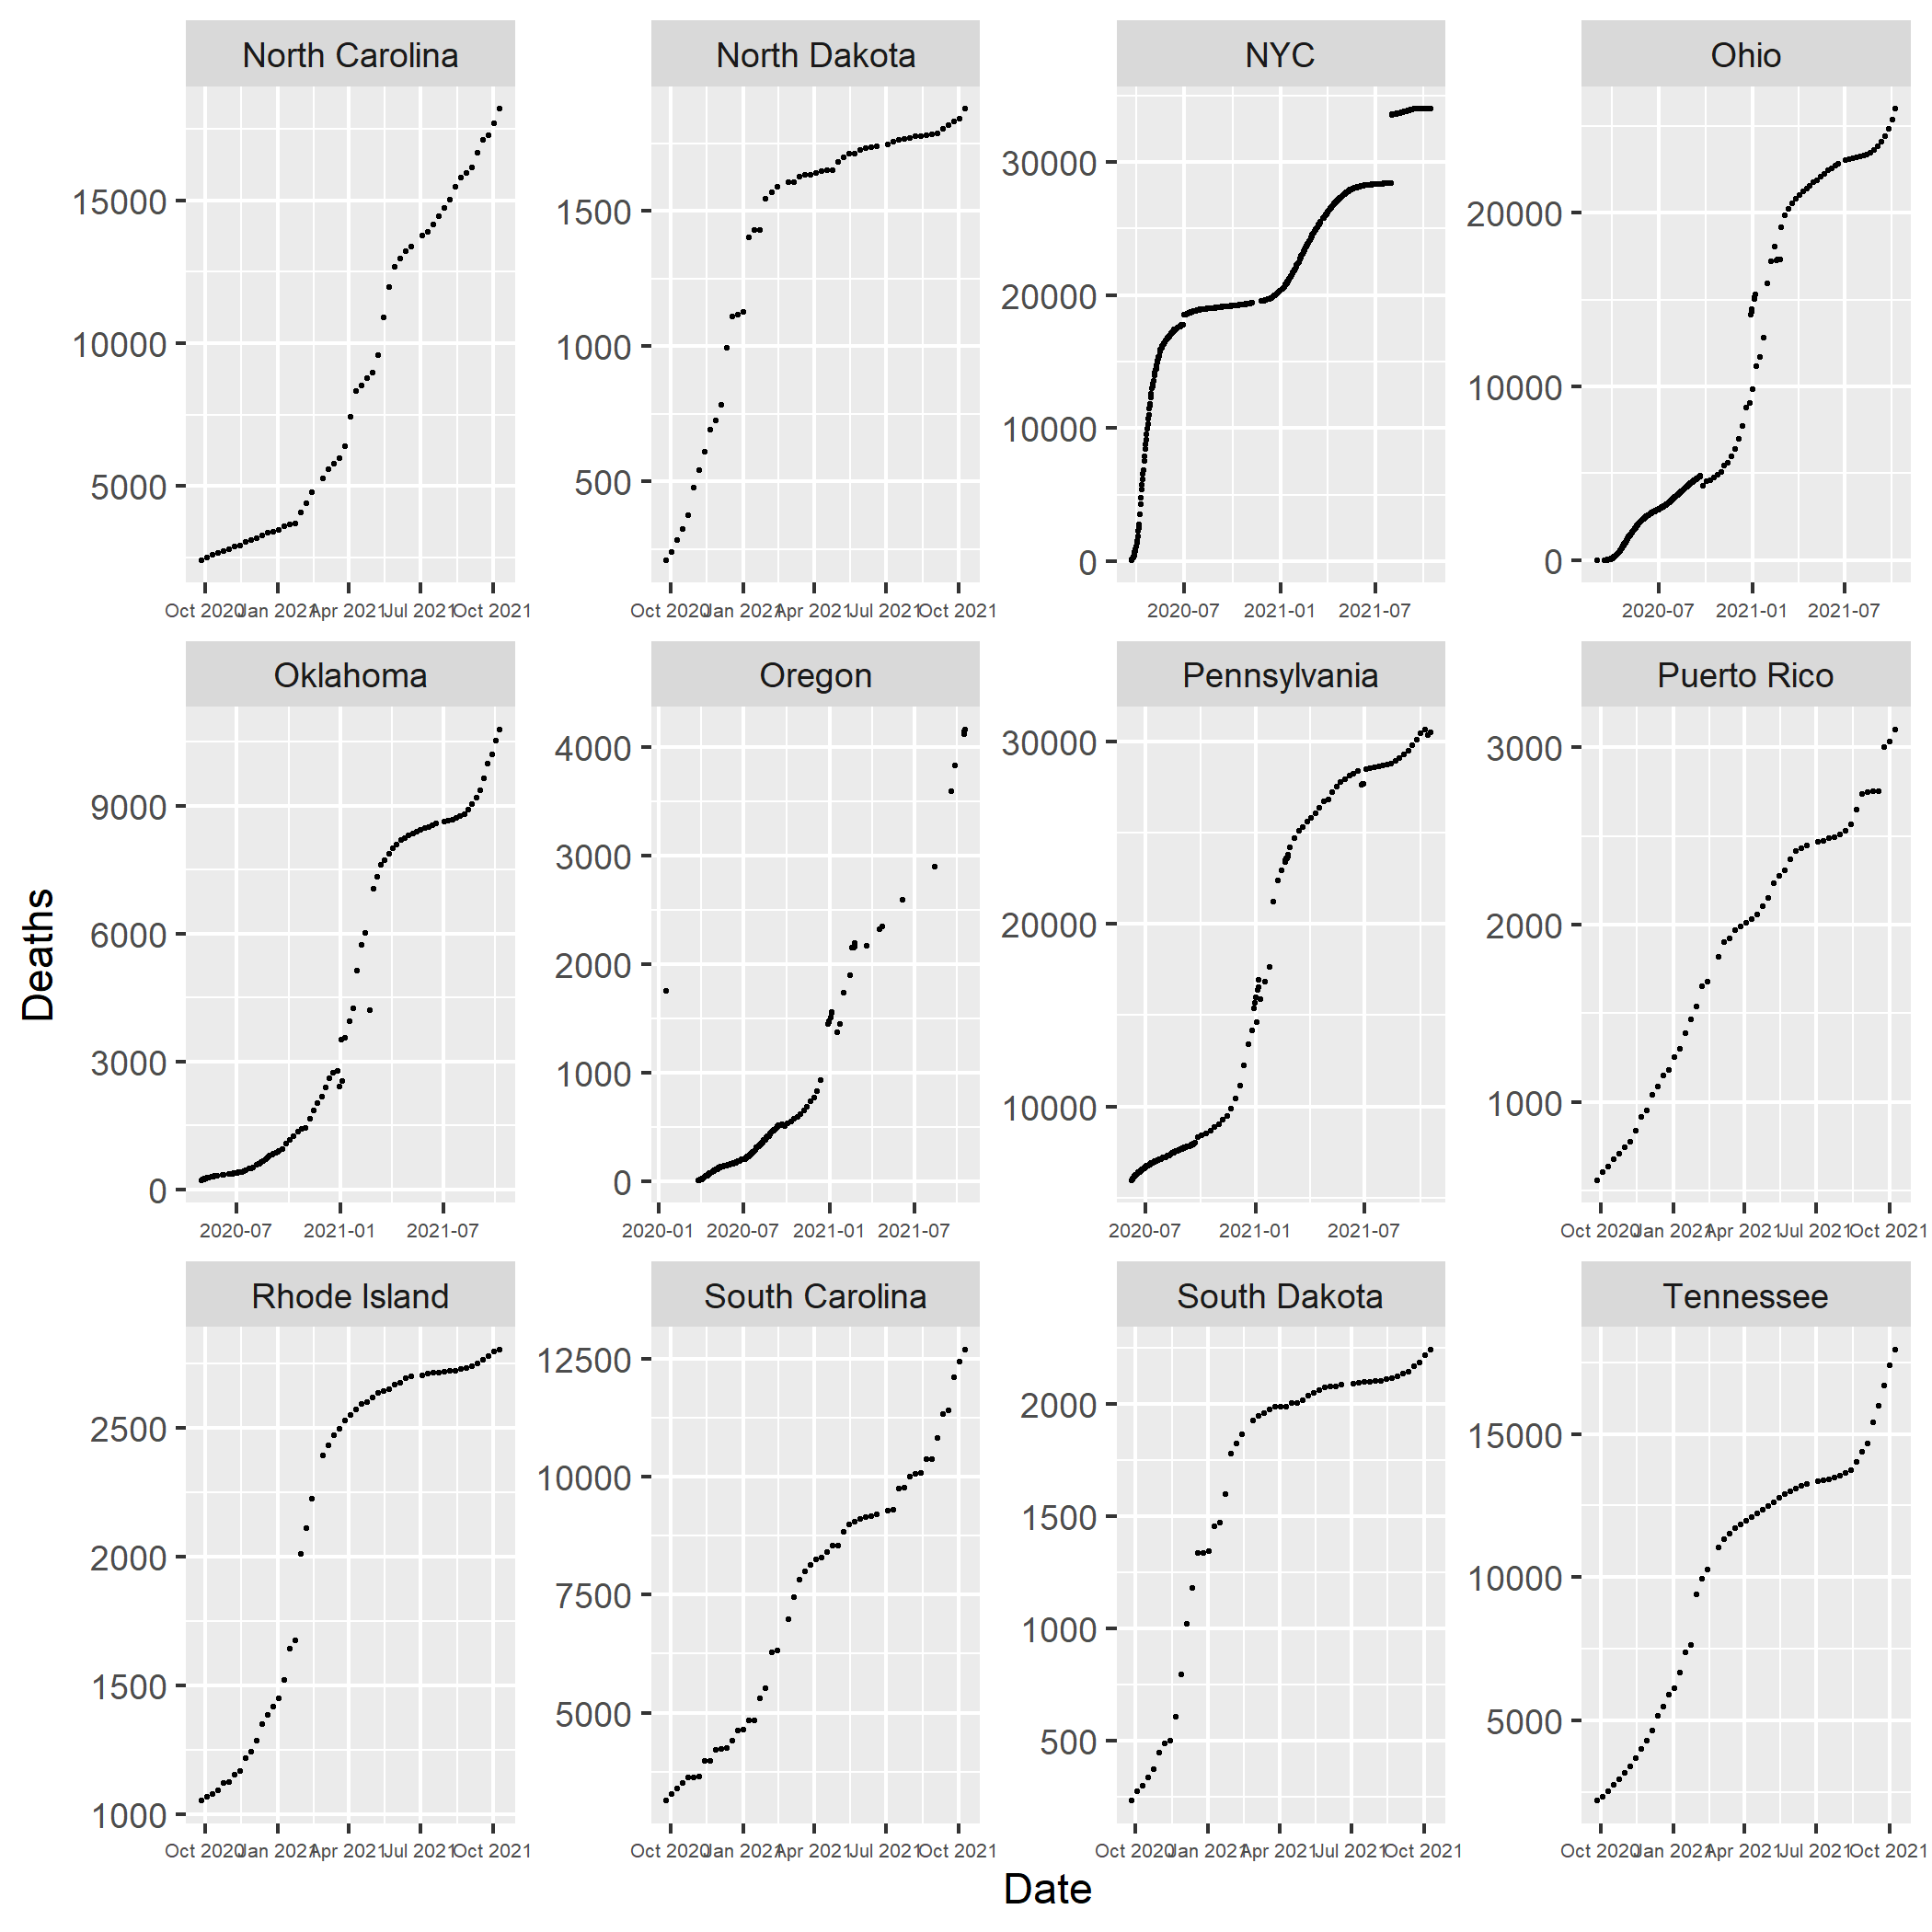 North Carolina
North Dakota
NYC
Ohio
15000
10000
5000
1500
1000
500
30000
20000
10000
0
20000
10000
0
Oct 2020 Jan 2021 Apr 2021 Jul 2021 Oct 2021
Oct 2020 Jan 2021 Apr 2021 Jul 2021 Oct 2021
2020-07 2021-01 2021-07
2020-07 2021-01 2021-07
Oklahoma
Oregon
Pennsylvania
Puerto Rico
9000
6000
3000
0
4000
3000
2000
1000
0
30000
20000
10000
3000
2000
1000
2020-07 2021-01 2021-07
2020-01 2020-07 2021-01 2021-07
2020-07 2021-01 2021-07
Oct 2020 Jan 2021 Apr 2021 Jul 2021 Oct 2021
Deaths
Rhode Island
South Carolina
South Dakota
Tennessee
2500
2000
1500
1000
12500
10000
7500
5000
2000
1500
1000
500
15000
10000
5000
Oct 2020 Jan 2021 Apr 2021 Jul 2021 Oct 2021
Oct 2020 Jan 2021 Apr 2021 Jul 2021 Oct 2021
Oct 2020 Jan 2021 Apr 2021 Jul 2021 Oct 2021
Oct 2020 Jan 2021 Apr 2021 Jul 2021 Oct 2021
Date